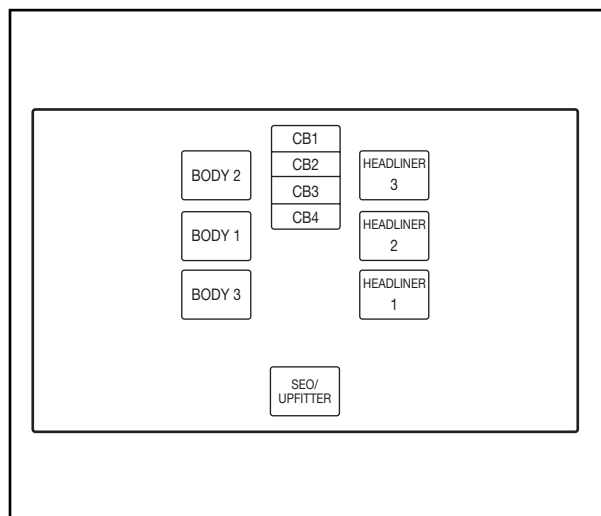 CB1
CB2
CB3
CB4
BODY 2
BODY 1
BODY 3
HEADLINER
3
HEADLINER
2
HEADLINER
1
SEO/
UPFITTER